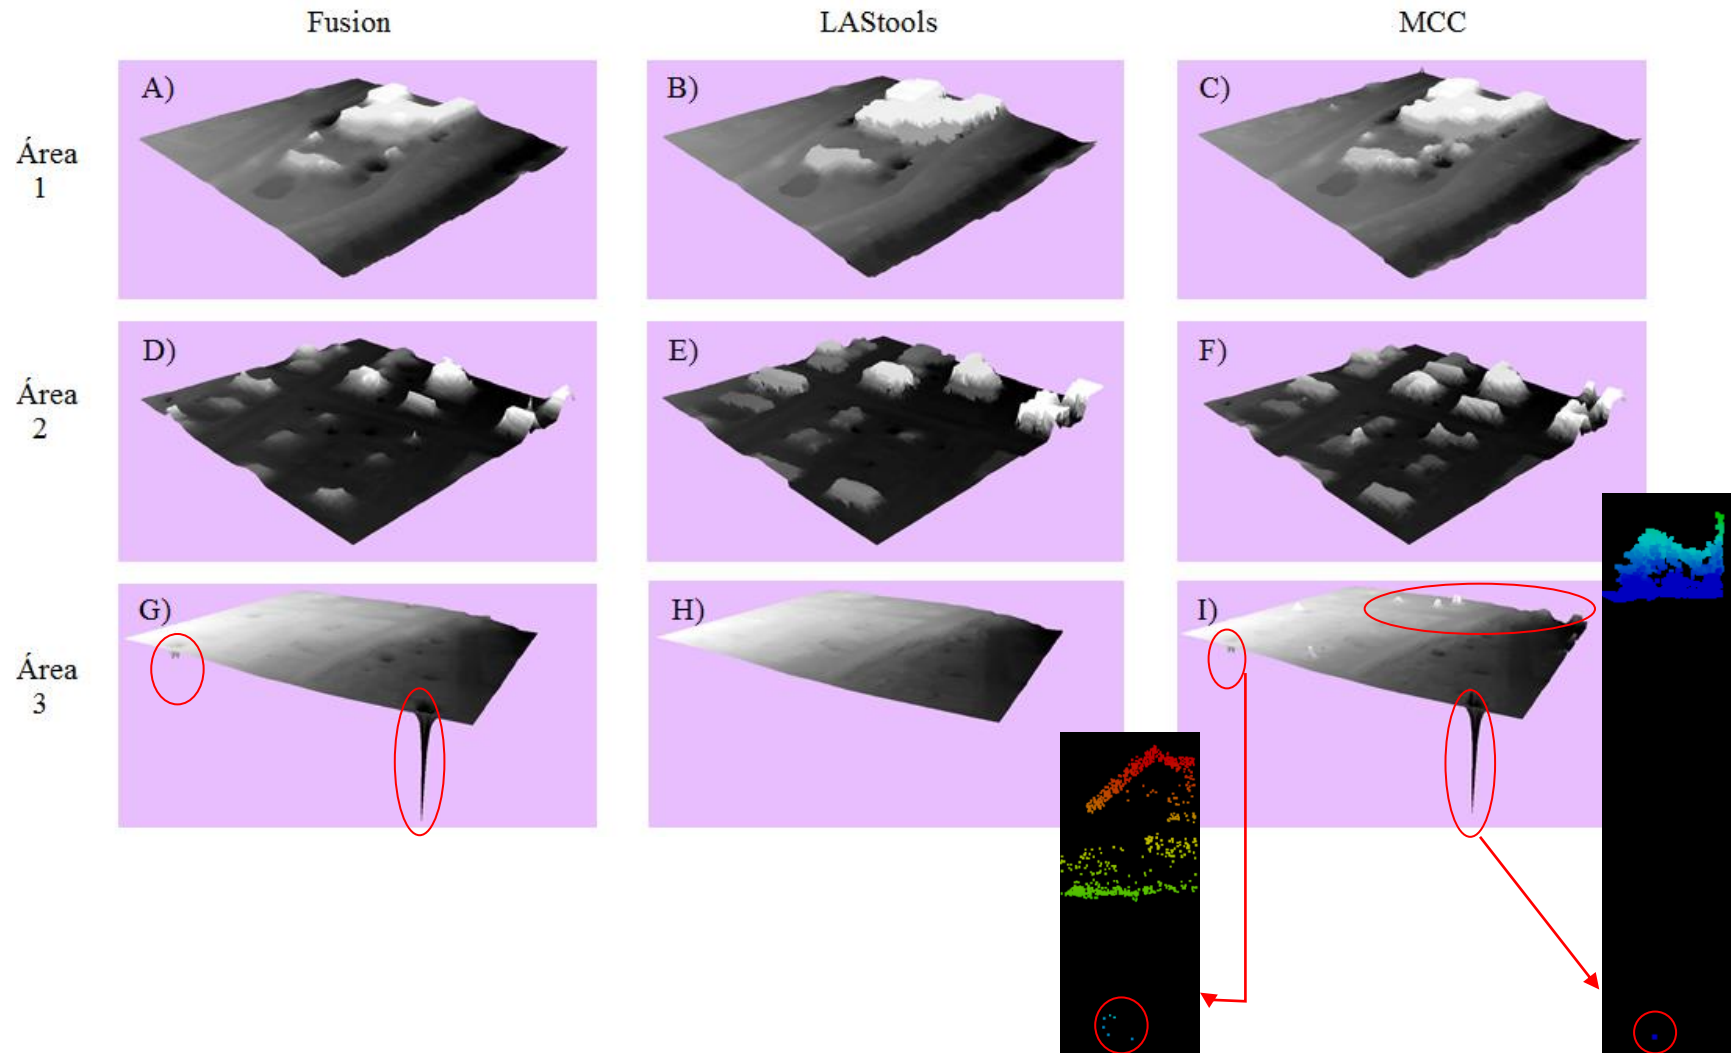 Fusion
LAStools
MCC
Área
1
A)
B)
C)
Área
2
D)
E)
F)
Área
3
G)
H)
I)